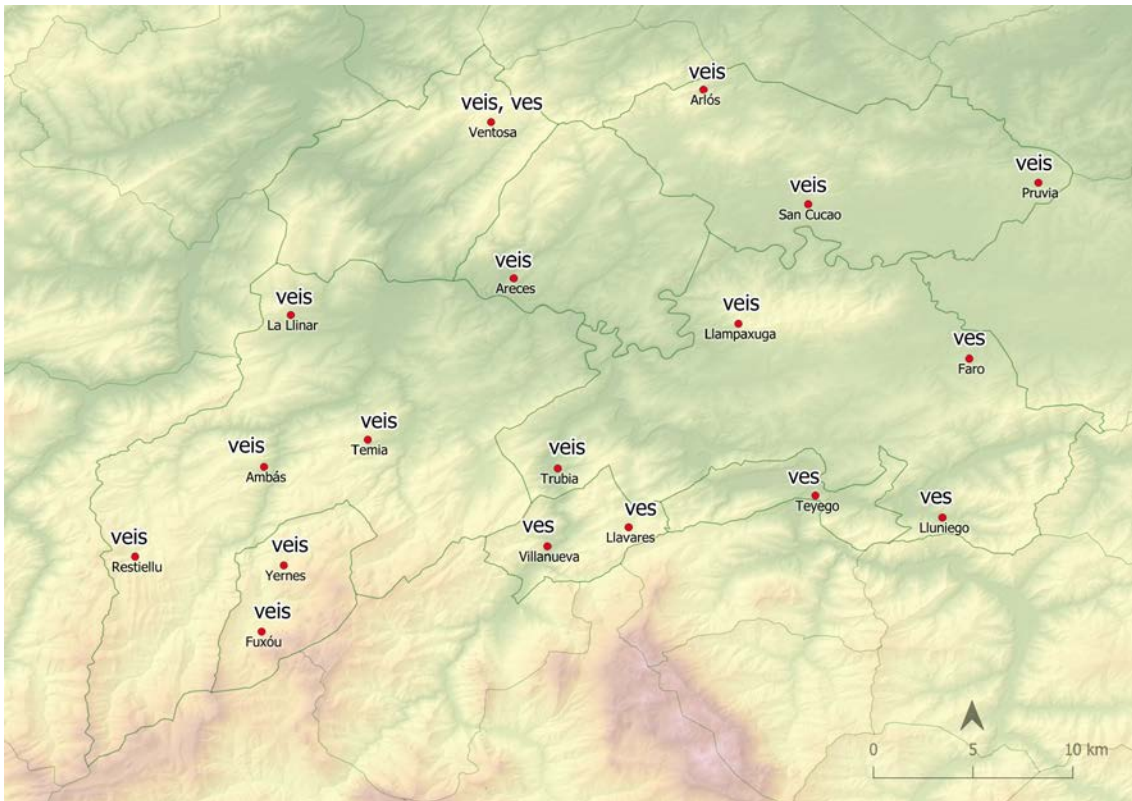 veis
Arlós
veis, ves
Ventosa
veis
Pruvia
veis
San Cucao
veis
Areces
veis
La Llinar
veis
Llampaxuga
ves
Faro
veis
Temia
veis
Ambás
veis
Trubia
ves
Teyego
ves
Lluniego
ves
Llavares
ves
Villanueva
veis
Restiellu
veis
Yernes
veis
Fuxóu
0 5 10 km